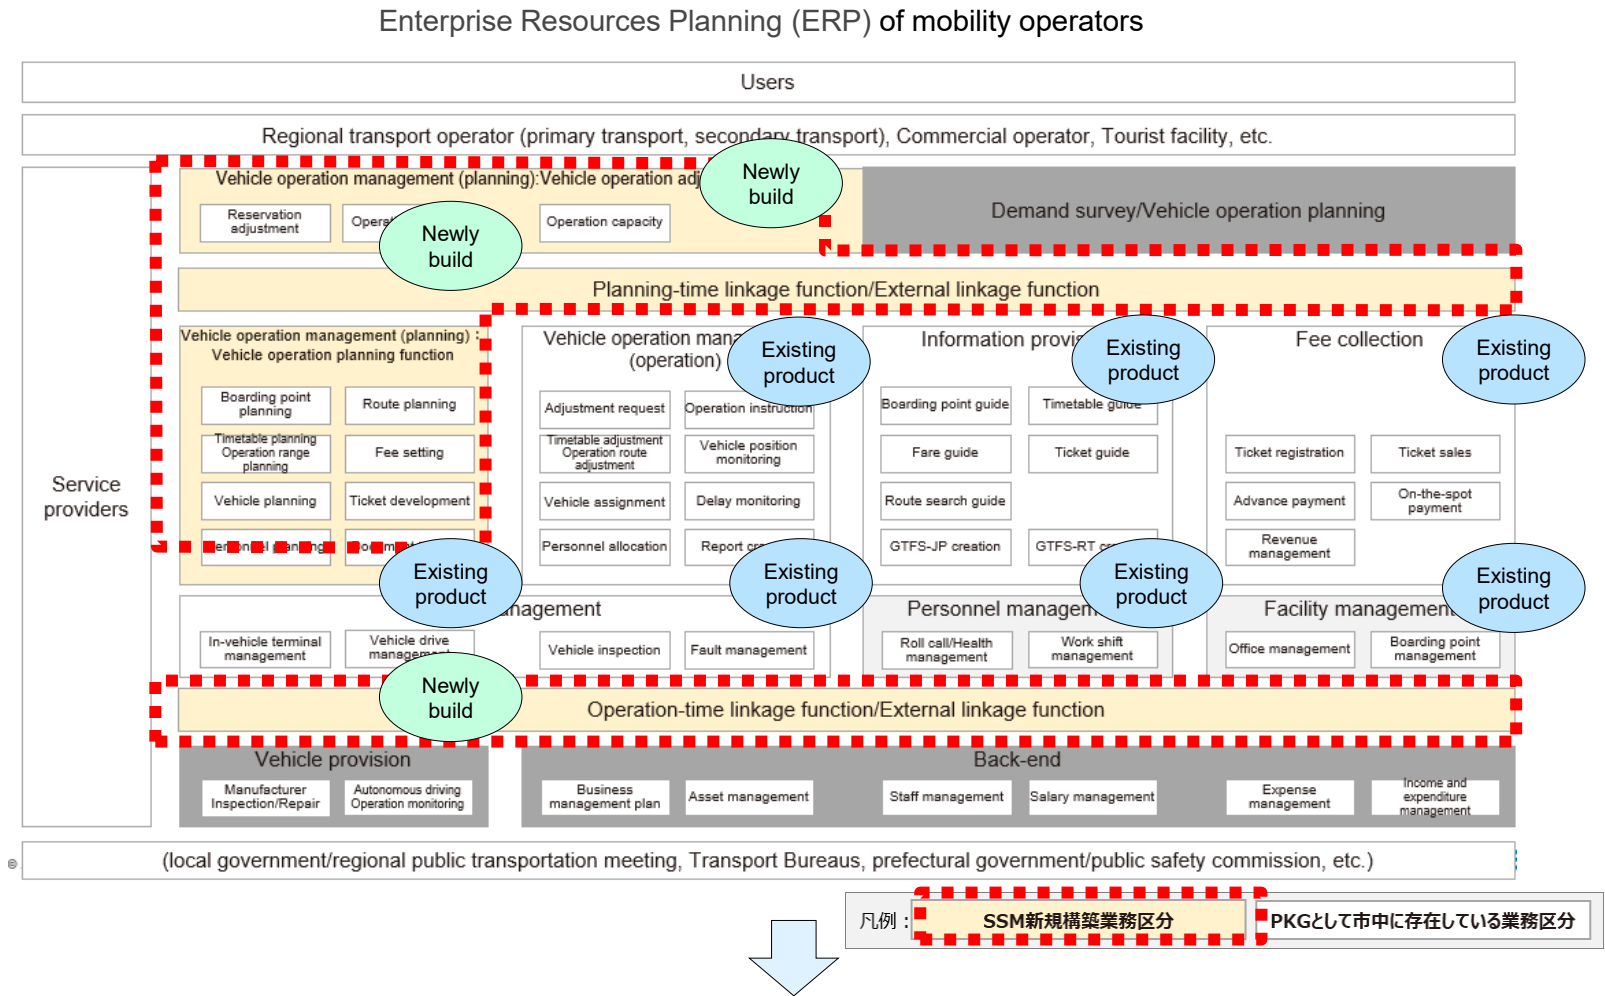 Enterprise Resources Planning (ERP) of mobility operators
Users
Regional transport operator (primary transport, secondary transport), Commercial operator, Tourist facility, etc.
Service
providers
Vehicle operation management (planning):Vehicle operation
Newly
build
Reservation
adjustment
Operation capacity
Newly
build
Demand survey/Vehicle operation planning
Planning-time linkage function/External linkage function
Vehicle operation management (planning) :
Vehicle operation planning function
Boarding point
planning
Route planning
Timetable planning
Operation range
planning
Fee setting
Vehicle planning
Ticket development
Personnel planning
Existing
product
Vehicle operation
(operation)
Existing
product
Adjustment request
Operation instruction
Timetable adjustment
Operation route
adjustment
Vehicle position
monitoring
Vehicle assignment
Delay monitoring
Personnel allocation
Report
Existing
product
Information
Existing
product
Boarding point guide
Timetable guide
Fare guide
Ticket guide
Route search guide
GTFS-JP creation
GTFS-RT
Existing
product
Fee collection
Existing
product
Ticket registration
Ticket sales
Advance payment
On-the-spot
payment
Revenue
management
Existing
product
In-vehicle terminal
management
Vehicle drive
management
Vehicle inspection
Fault management
Personnel
Roll call/Health
management
Work shift
management
Facility management
Office management
Boarding point
management
Newly
build
Operation-time linkage function/External linkage function
Vehicle provision
Manufacturer
Inspection/Repair
Autonomous driving
Operation monitoring
Back-end
Business
management plan
Asset management
Staff management
Salary management
Expense
management
Income and
expenditure
management
(local government/regional public transportation meeting, Transport Bureaus, prefectural government/public safety commission, etc.)
凡例 :
SSM新規構築業務区分
PKGとして市中に存在している業務区分